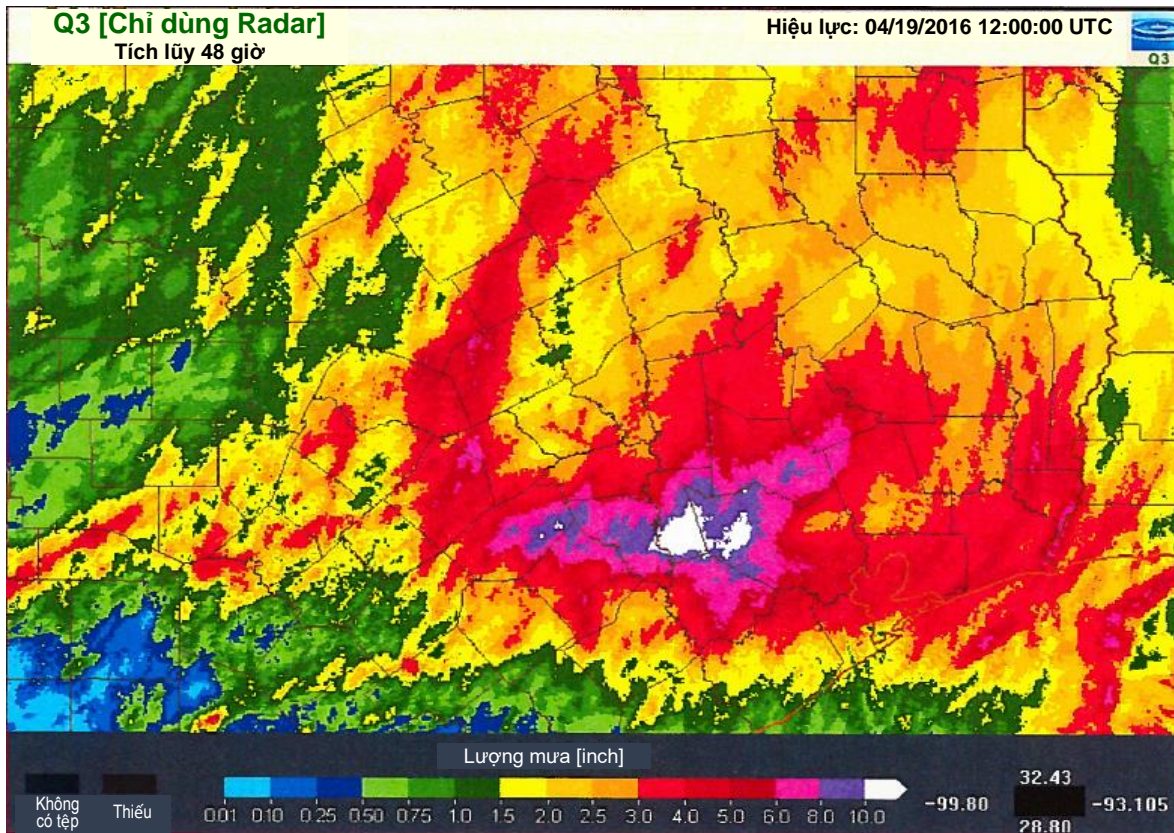 Q3 [Chỉ dùng Radar]
Tích lũy 48 giờ
Hiệu lực: 04/19/2016 12:00:00 UTC
Q3
Lượng mưa [inch]
Không có tệp
Thiếu
0.01 0.10 0.25 0.50 0.75 1.0 1.5 2.0 2.5 3.0 4.0 5.0 6.0 8.0 10.0
32.43
-99.80 -93.105
28.80